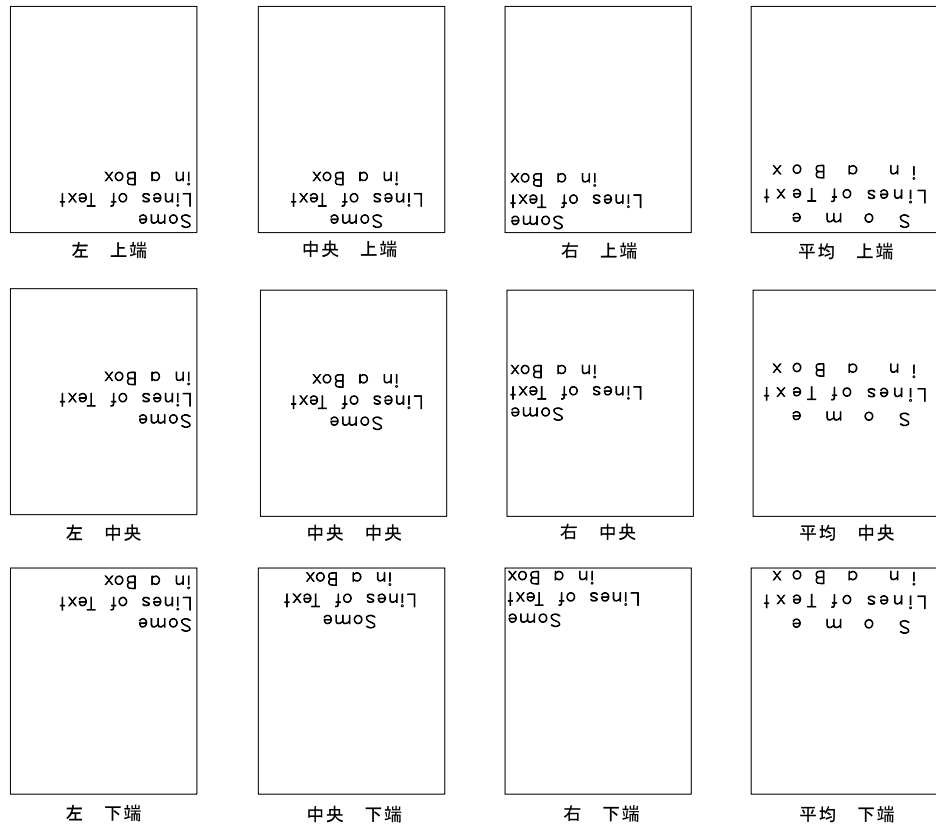 Some
Lines of Text
in a Box
左 上端
Some
Lines of Text
in a Box
中央 上端
Some
Lines of Text
in a Box
右 上端
S o m e
Lines of Text
i n a B o x
平均 上端
Some
Lines of Text
in a Box
左 中央
Some
Lines of Text
in a Box
中央 中央
Some
Lines of Text
in a Box
右 中央
S o m e
Lines of Text
i n a B o x
平均 中央
Some
Lines of Text
in a Box
左 下端
Some
Lines of Text
in a Box
中央 下端
Some
Lines of Text
in a Box
右 下端
S o m e
Lines of Text
i n a B o x
平均 下端